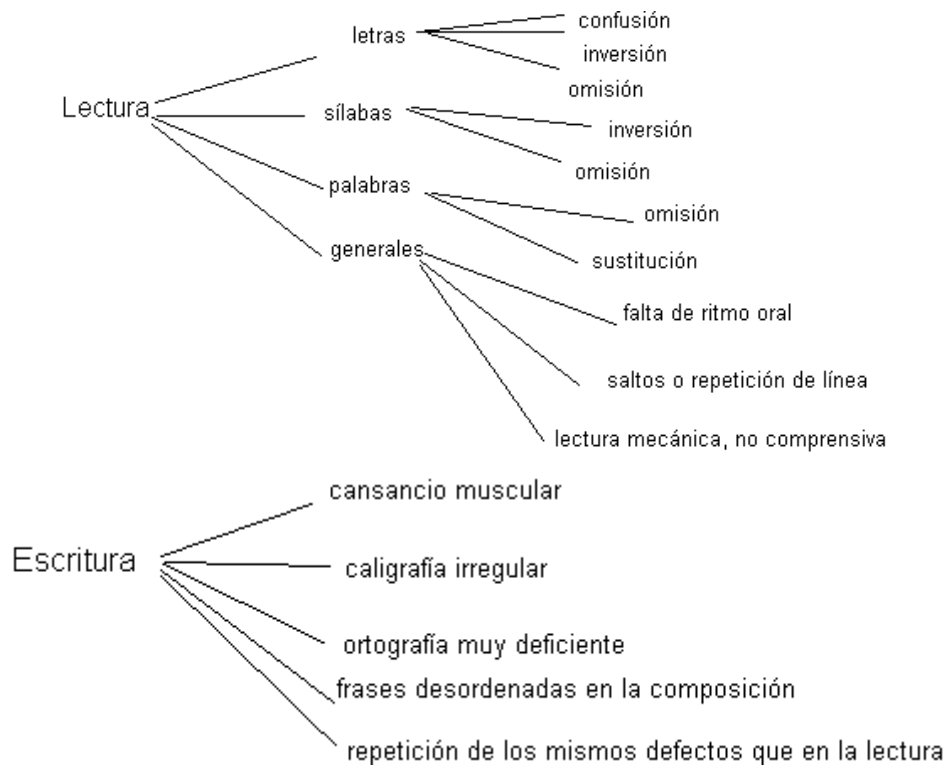 confusión
letras
inversión
omisión
Lectura
sílabas
inversión
omisión
palabras
omisión
generales
sustitución
falta de ritmo oral
saltos o repetición de línea
lectura mecánica, no comprensiva
cansancio muscular
Escritura
caligrafía irregular
ortografía muy deficiente
frases desordenadas en la composición
repetición de los mismos defectos que en la lectura